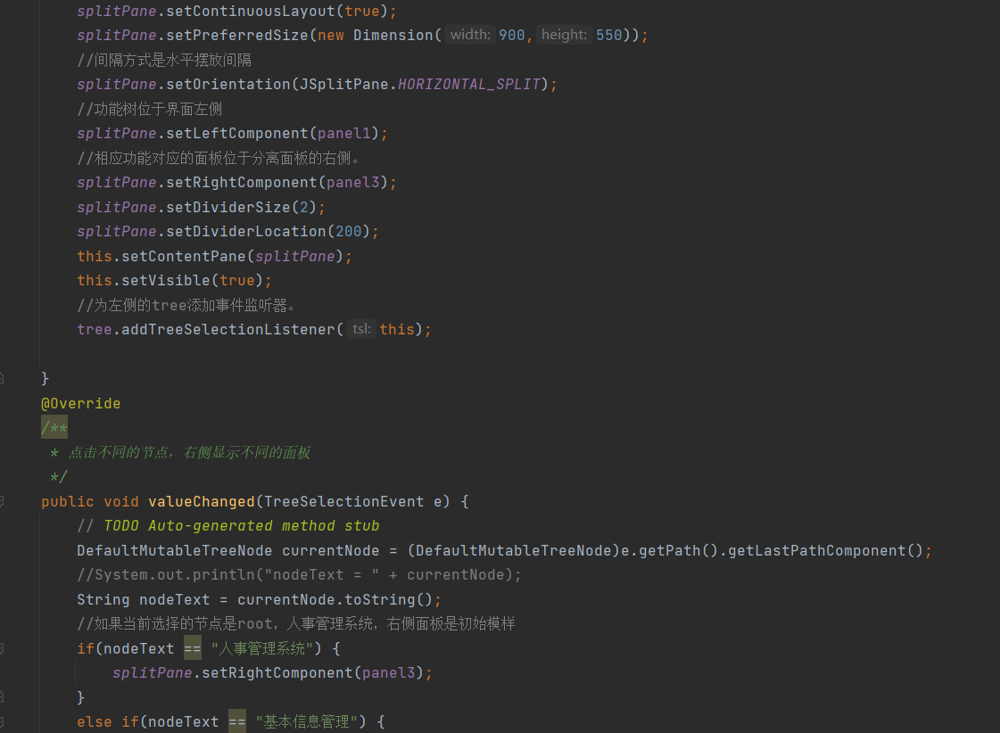 splitPane.setContinuousLayout(true);
splitPane.setPreferredSize(new Dimension( width: 900, height: 550));
//间隔方式是水平摆放间隔
splitPane.setOrientation(JSplitPane.HORIZONTAL_SPLIT);
//功能树位于界面左侧
splitPane.setLeftComponent(panel1);
//相应功能对应的面板位于分离面板的右侧。
splitPane.setRightComponent(panel3);
splitPane.setDividerSize(2);
splitPane.setDividerLocation(200);
this.setContentPane(splitPane);
this.setVisible(true);
//为左侧的tree添加事件监听器。
tree.addTreeSelectionListener( tsl: this);
}
@Override
/**
* 点击不同的节点，右侧显示不同的面板
*/
public void valueChanged(TreeSelectionEvent e) {
// TODO Auto-generated method stub
DefaultMutableTreeNode currentNode = (DefaultMutableTreeNode)e.getPath().getLastPathComponent();
//System.out.println("nodeText = " + currentNode);
String nodeText = currentNode.toString();
//如果当前选择的节点是root，人事管理系统，右侧面板是初始模样
if(nodeText == "人事管理系统") {
splitPane.setRightComponent(panel3);
}
else if(nodeText == "基本信息管理") {